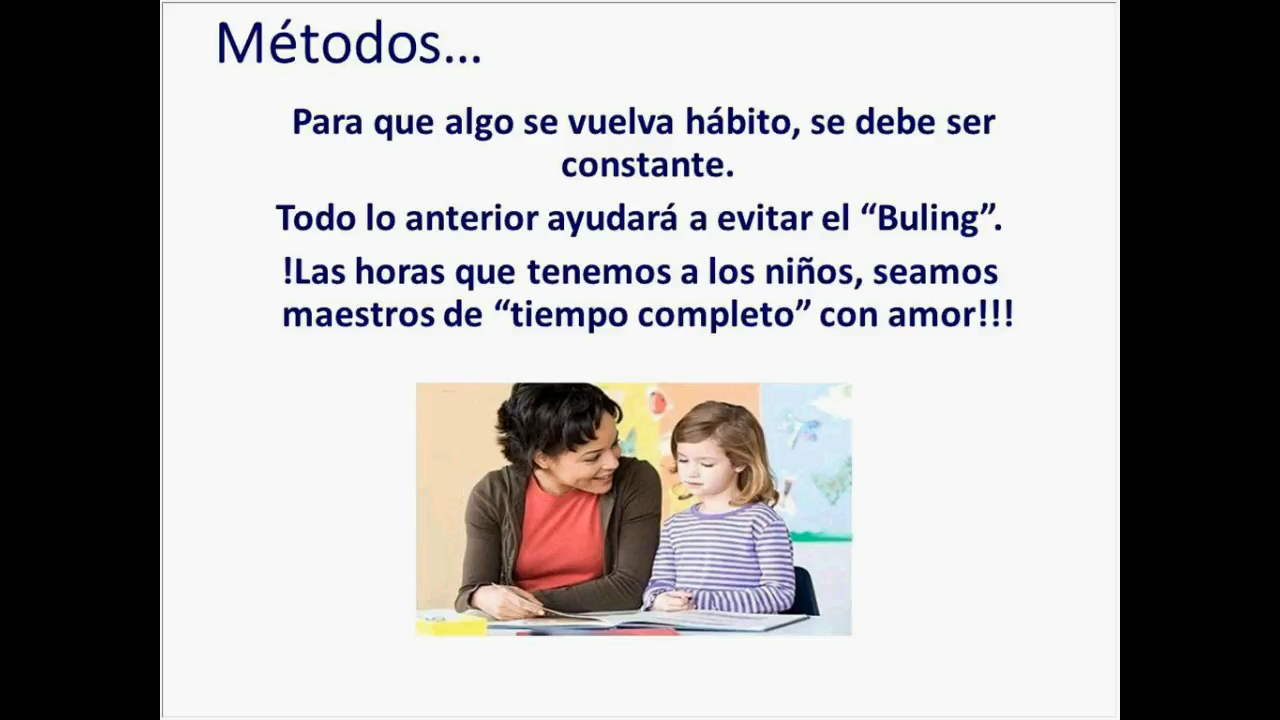 Métodos...
Para que algo se vuelva hábito, se debe ser
constante.
Todo lo anterior ayudará a evitar el “Buling”.
!Las horas que tenemos a los niños, seamos
maestros de “tiempo completo” con amor!!!